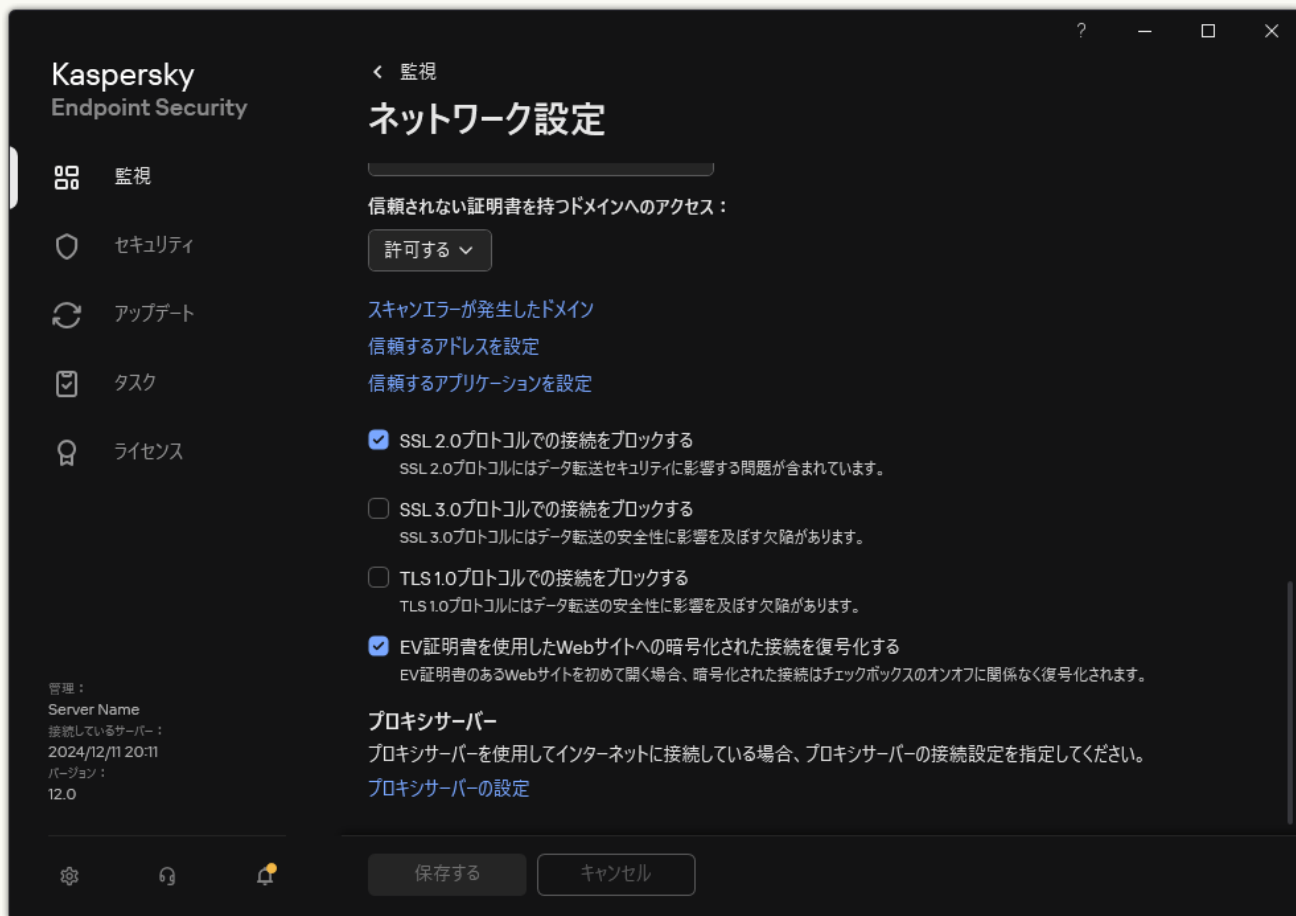 ?
Kaspersky
Endpoint Security
監視
セキュリティ
アップデート
タスク
ライセンス
管理：
Server Name
接続しているサーバー：
2024/12/11 20:11
バージョン：
12.0
監視
ネットワーク設定
信頼されない証明書を持つドメインへのアクセス：
許可する
スキャンエラーが発生したドメイン
信頼するアドレスを設定
信頼するアプリケーションを設定
SSL 2.0プロトコルでの接続をブロックする
SSL 2.0プロトコルにはデータ転送セキュリティに影響する問題が含まれています。
SSL 3.0プロトコルでの接続をブロックする
SSL 3.0プロトコルにはデータ転送の安全性に影響を及ぼす欠陥があります。
TLS 1.0プロトコルでの接続をブロックする
TLS 1.0プロトコルにはデータ転送の安全性に影響を及ぼす欠陥があります。
EV証明書を使用したWebサイトへの暗号化された接続を復号化する
EV証明書のあるWebサイトを初めて開く場合、暗号化された接続はチェックボックスのオンオフに関係なく復号化されます。
プロキシサーバー
プロキシサーバーを使用してインターネットに接続している場合、プロキシサーバーの接続設定を指定してください。
プロキシサーバーの設定
保存する
キャンセル